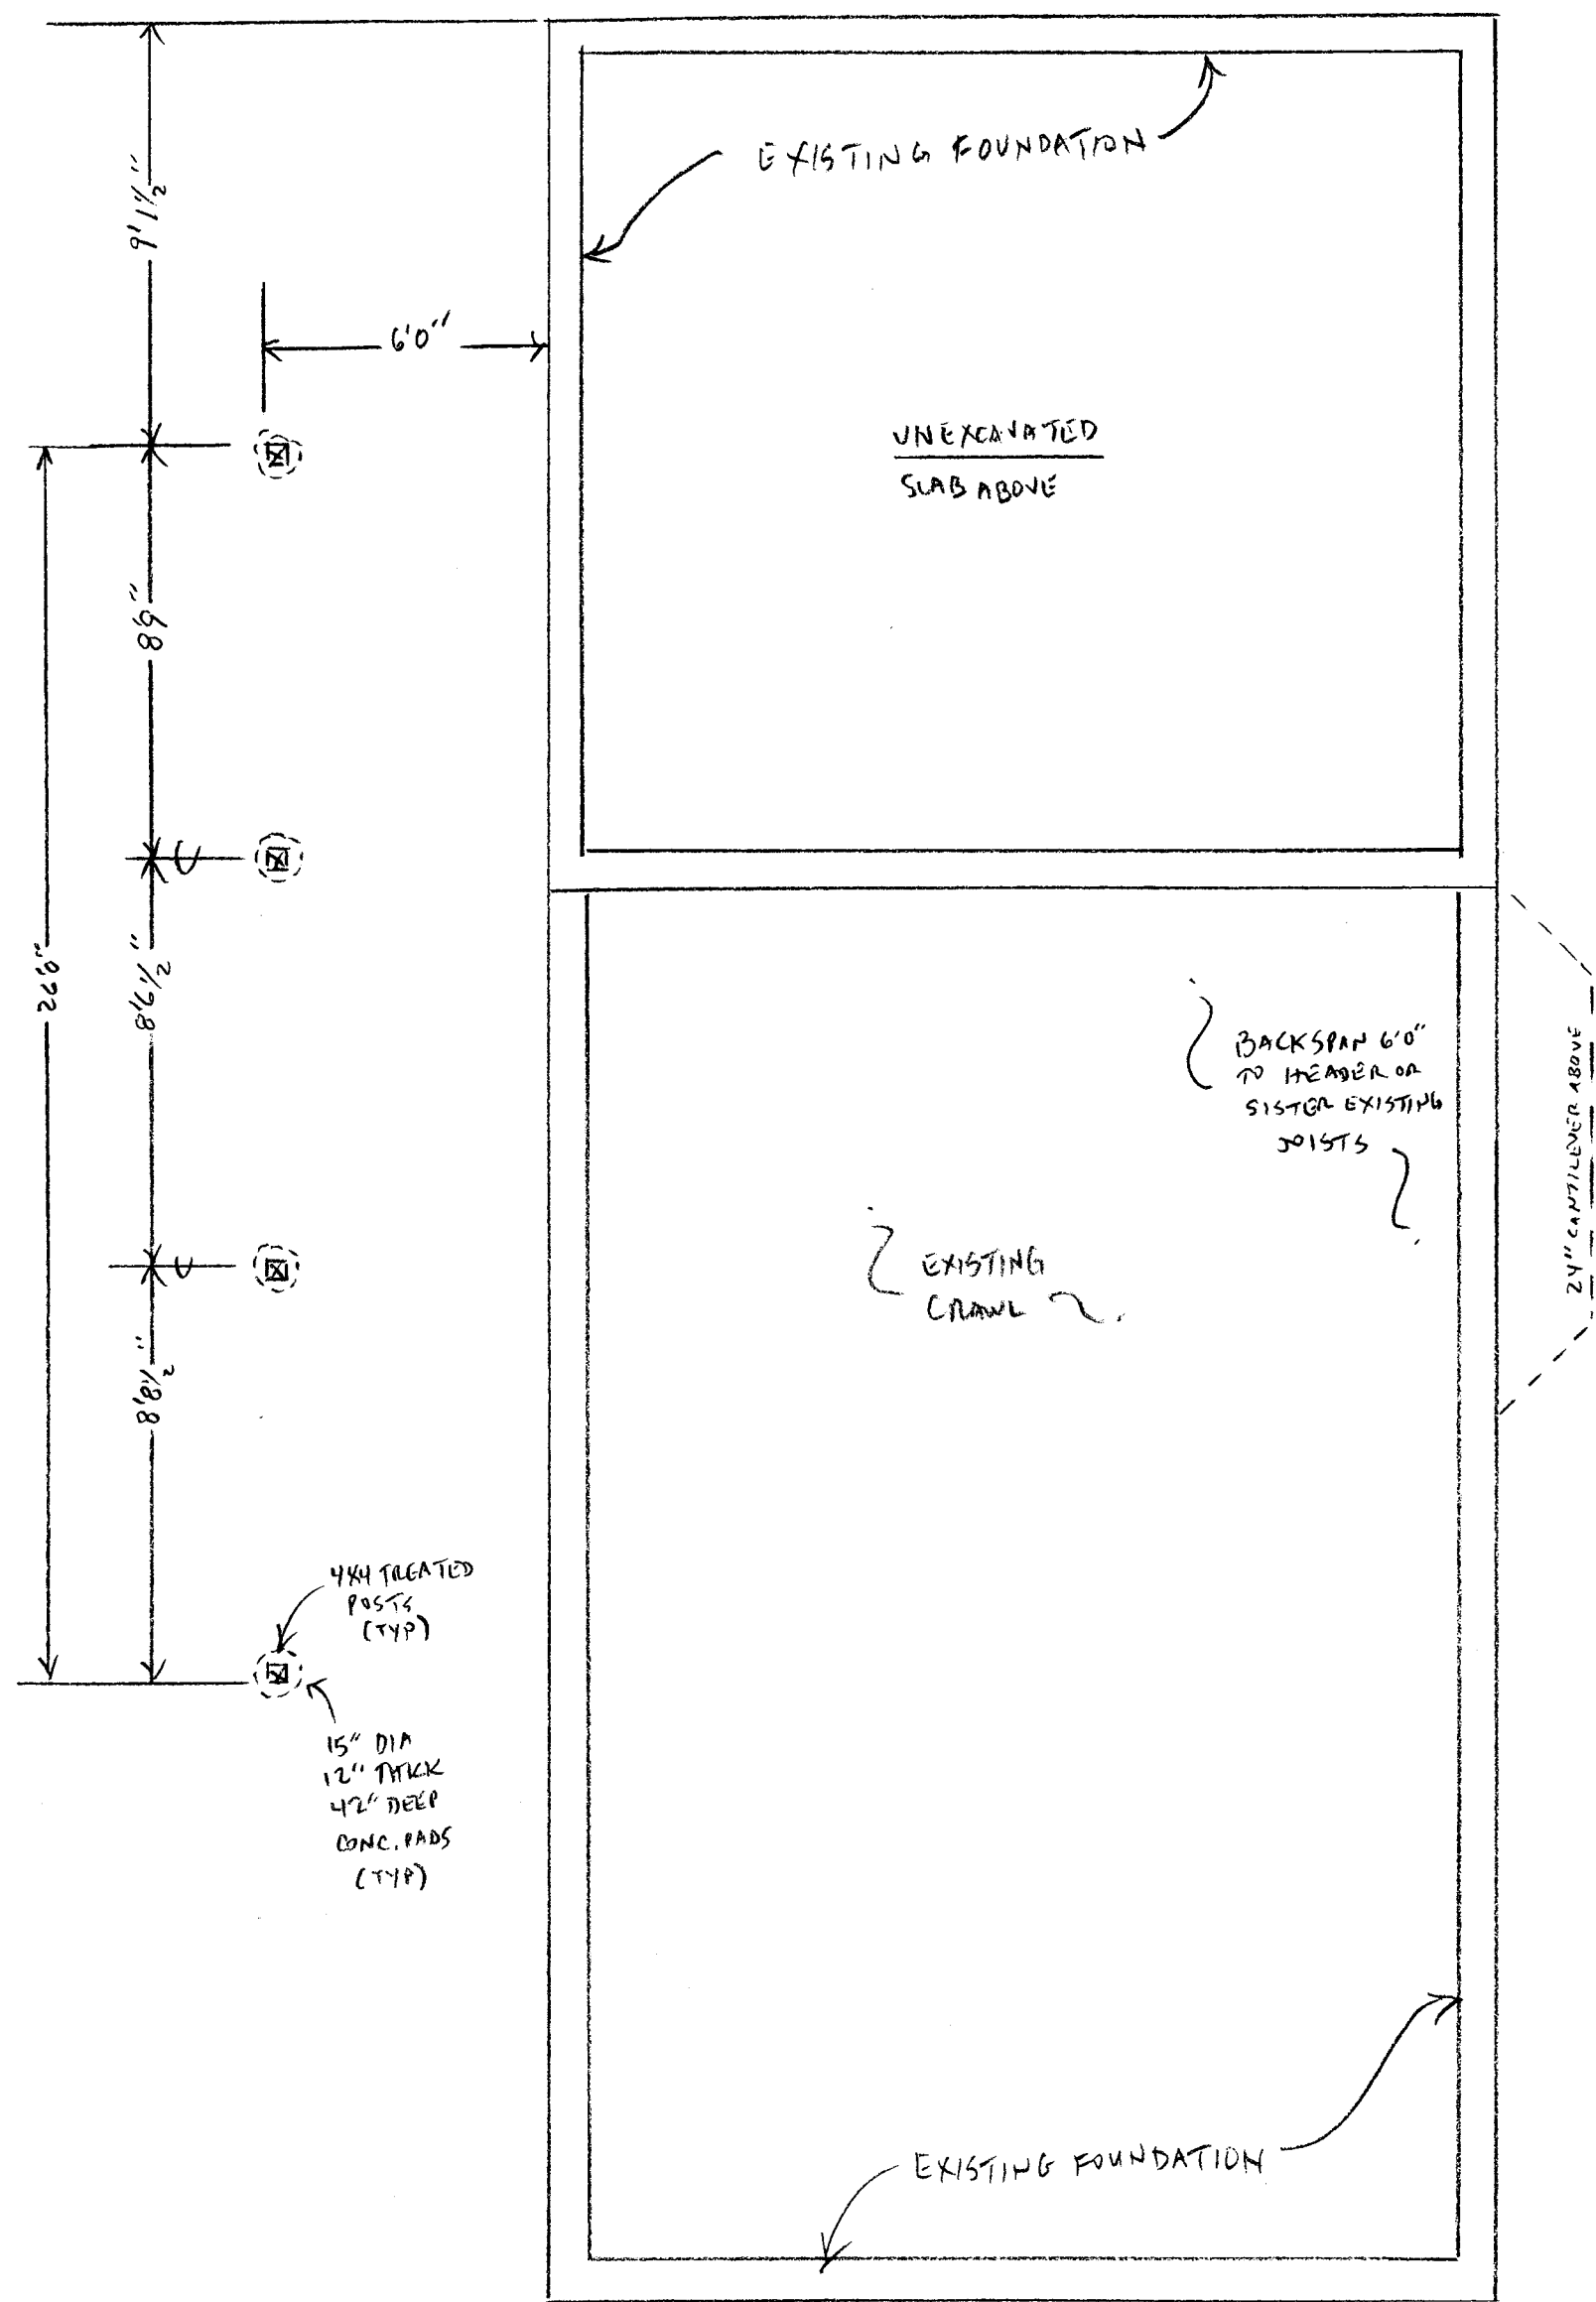 EXISTING FOUNDATION
9'1½"
6'0"
UNEXCAVATED
SLAB ABOVE
8'9"
26'0"
8'6½"
BACKSPAN 6'0"
TO HEADER OR
SISTER EXISTING
JOISTS
24" CANTILEVER ABOVE
EXISTING
CRAWL
8'8½"
4X4 TREATED
POSTS
(TYP)
15" DIA
12" THICK
42" DEEP
CONC. PADS
(TYP)
EXISTING FOUNDATION